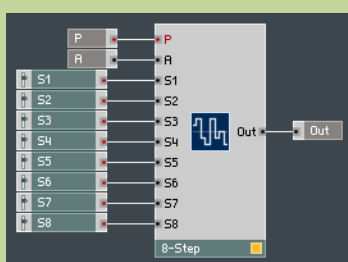 P P
A A
S1 S1
S2 S2
S3 S3
S4 S4
S5 S5 Out Out
S6 S6
S7 S7
S8 S8
8-Step